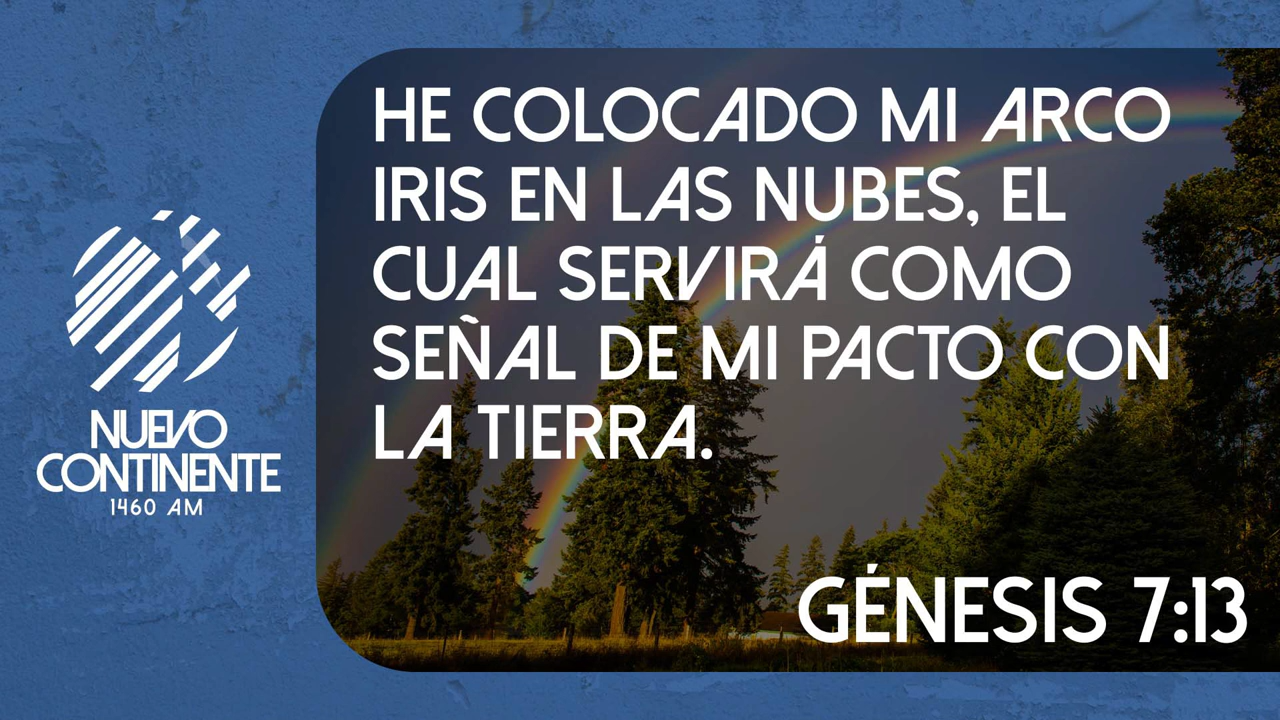 HE COLOCADO MI ARCO
IRIS EN LAS NUBES, EL
CUAL SERVIRÁ COMO
SEÑAL DE MI PACTO CON
LA TIERRA.
GÉNESIS 7:13
NUEVO
CONTINENTE
1460 AM